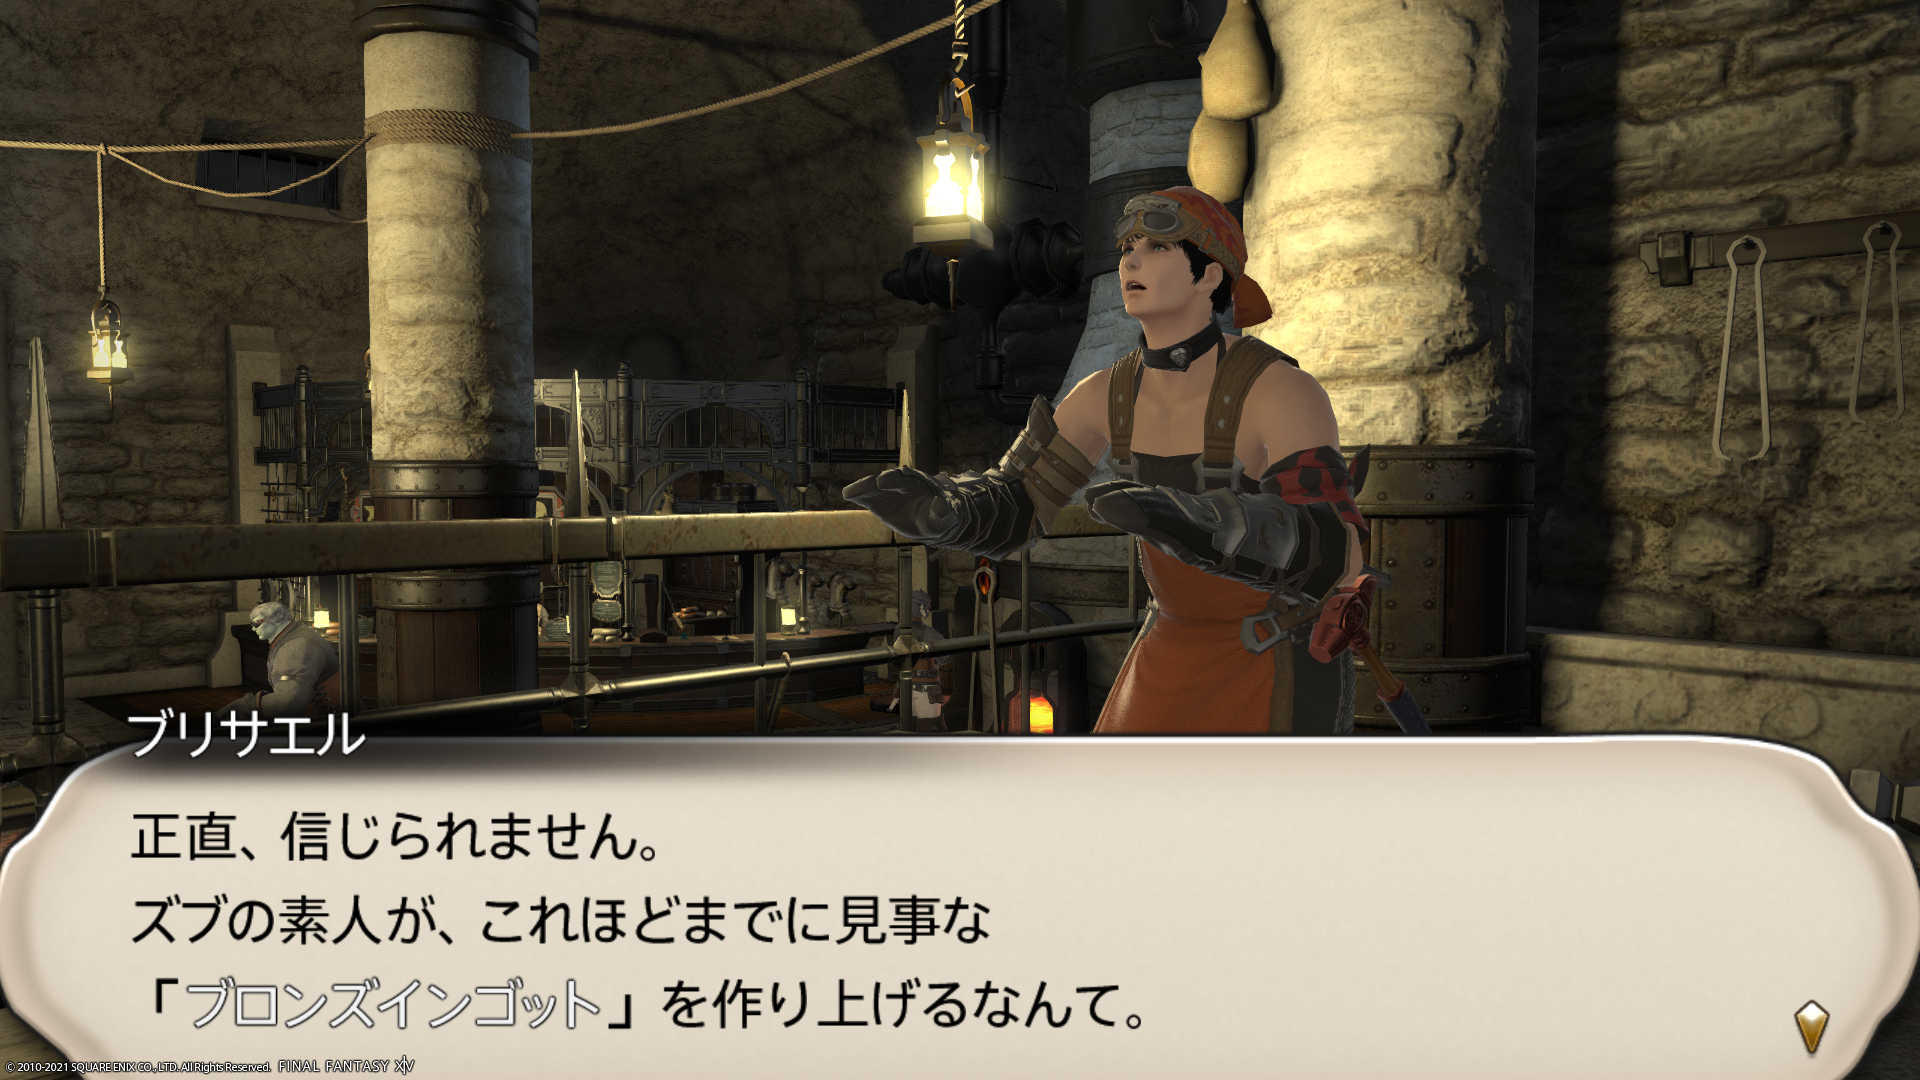 ブリサエル
正直、信じられません。
ズブの素人が、これほどまでに見事な
「ブロンズインゴット」を作り上げるなんて。
© 2010-2021 SQUARE ENIX CO., LTD. All Rights Reserved. FINAL FANTASY XIV